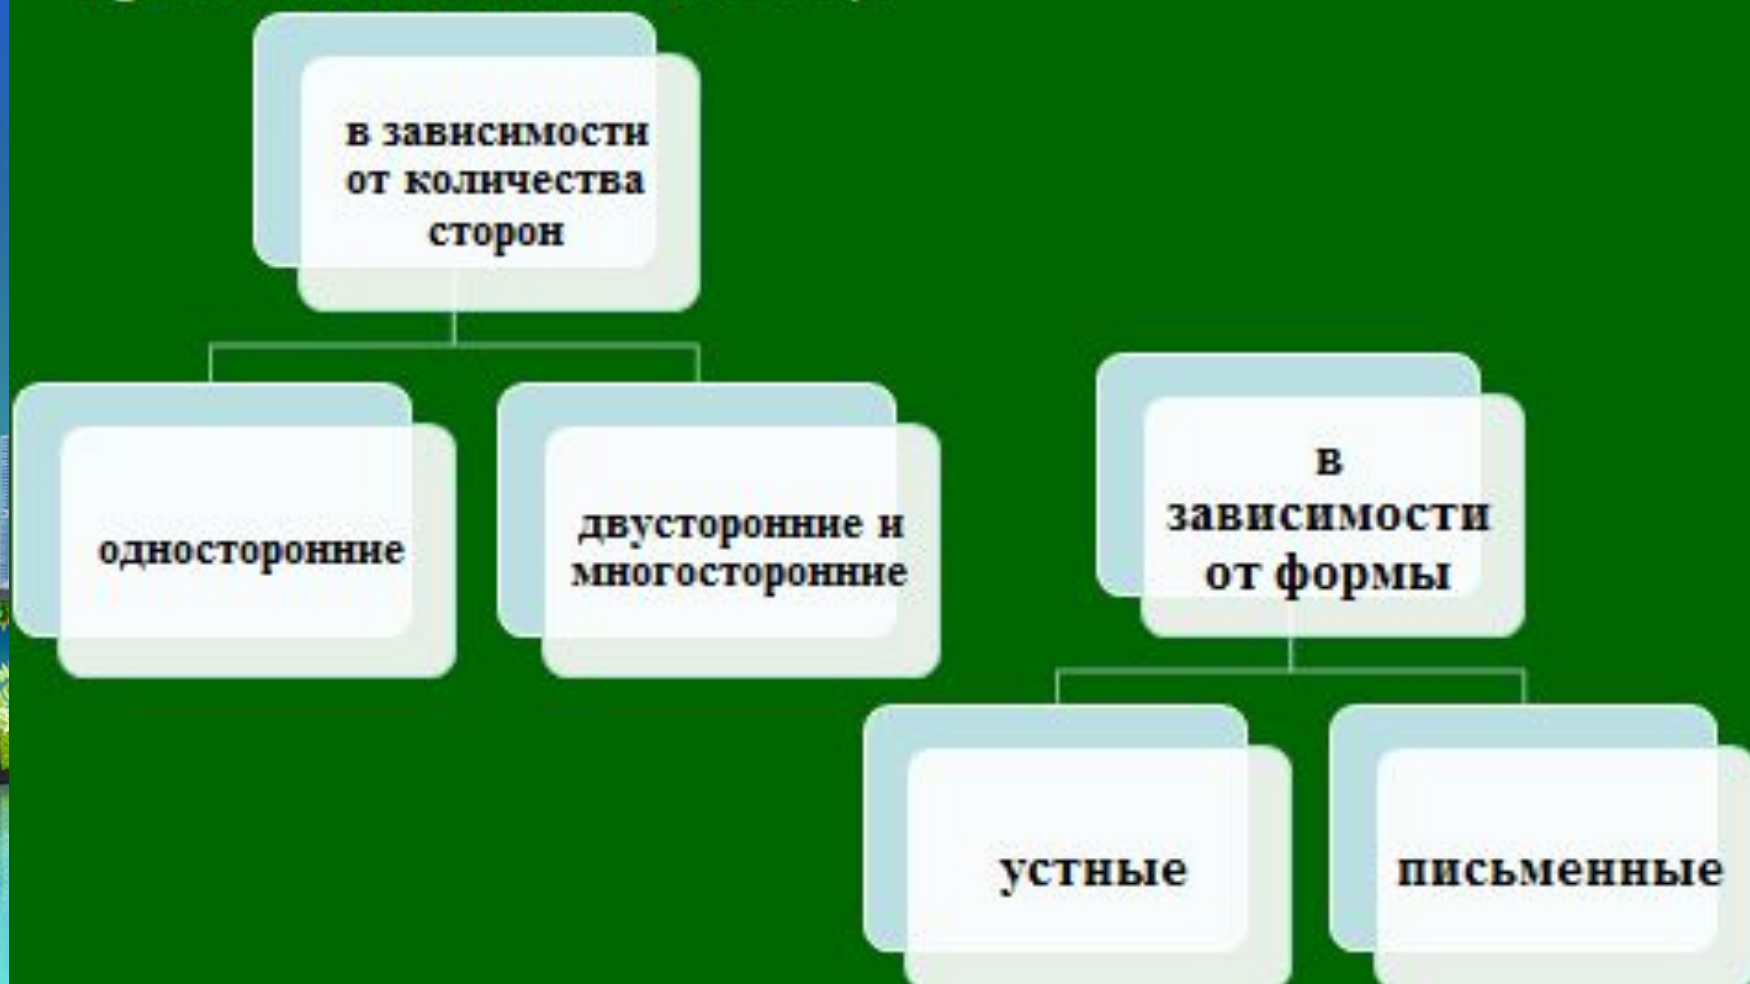 в зависимости
от количества
сторон
односторонние
двусторонние и
многосторонние
в
зависимости
от формы
устные
письменные